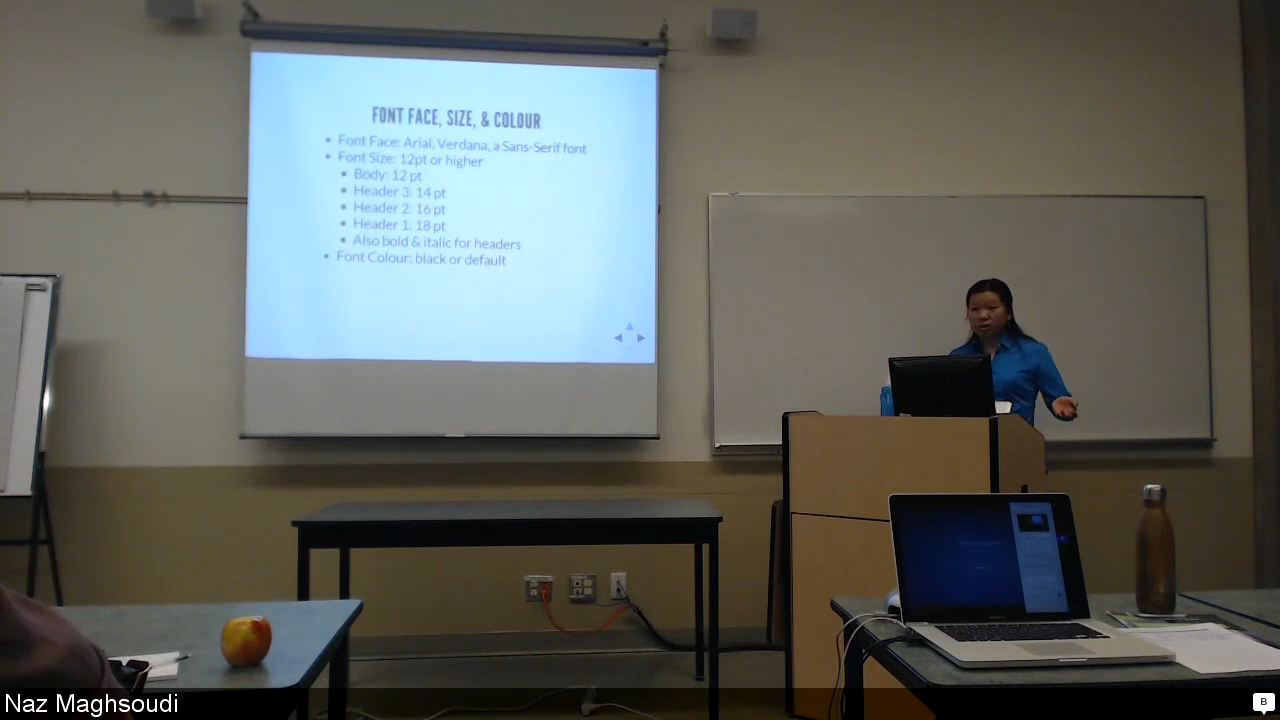 FONT FACE, SIZE, & COLOUR
• Font Face: Arial, Verdana, a Sans-Serif font
• Font Size: 12pt or higher
• Body: 12 pt
• Header 3: 14 pt
• Header 2: 16 pt
• Header 1: 18 pt
• Also bold & italic for headers
• Font Colour: black or default
Naz Maghsoudi
B